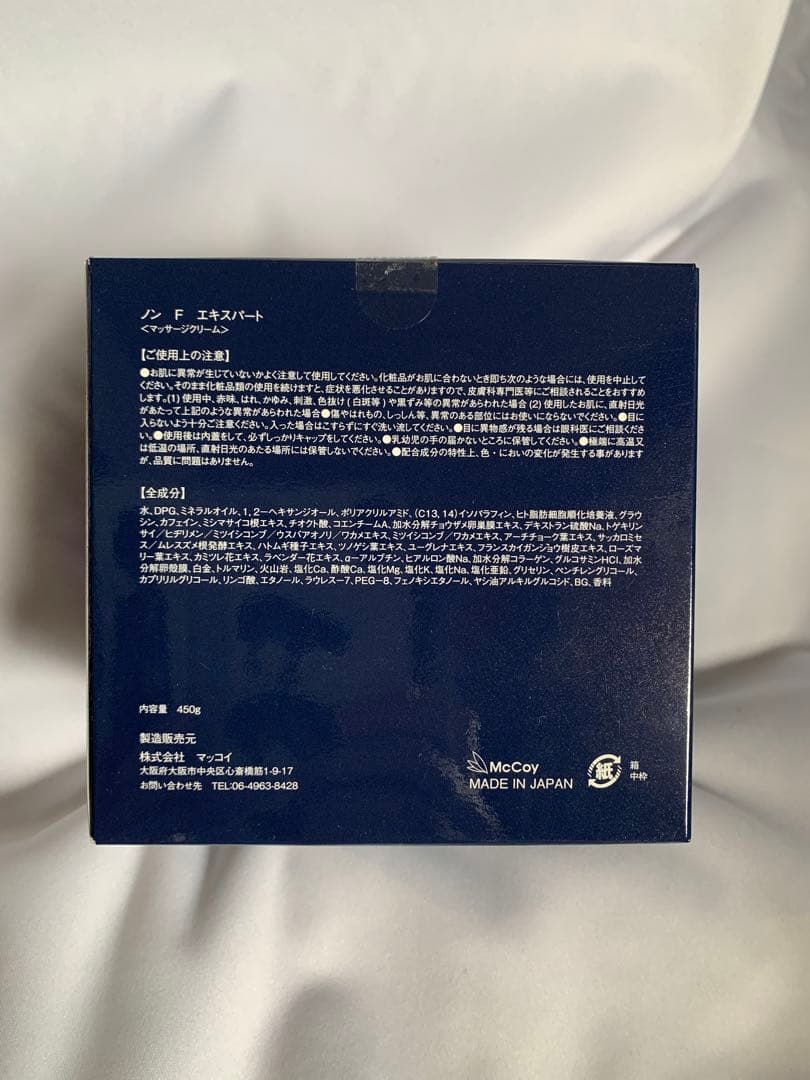 ノン F エキスパート
<マッサージクリーム>
【ご使用上の注意】
●お肌に異常が生じていないかよく注意して使用してください。化粧品がお肌に合わないとき即ち次のような場合には、使用を中止して
ください。そのまま化粧品類の使用を続けますと、症状を悪化させることがありますので、皮膚科専門医等にご相談されることをおすすめ
します。(1) 使用中、赤味、はれ、かゆみ、刺激、色抜け(白斑等)や黒ずみ等の異常があらわれた場合 (2) 使用したお肌に、直射日光
があたって上記のような異常があらわれた場合●傷やはれもの、しっしん等、異常のある部位にはお使いにならないでください。●目に
入らないよう十分ご注意ください。入った場合はこすらずにすぐ洗い流してください。●目に異物感が残る場合は眼科医にご相談くださ
い。●使用後は内蓋をして、必ずしっかりキャップをしてください。●乳幼児の手の届かないところに保管してください。●極端に高温又
は低温の場所、直射日光のあたる場所には保管しないでください。●配合成分の特性上、色・においの変化が発生する事があります
が、品質に問題はありません。
【全成分】
水、DPG、ミネラルオイル、1,2-ヘキサンジオール、ポリアクリルアミド、(C13,14)イソパラフィン、ヒト脂肪細胞順化培養液、グラウ
シン、カフェイン、ミシマサイコ根エキス、チオクト酸、コエンチームA、加水分解チョウザメ卵巣膜エキス、デキストラン硫酸Na、トゲキリン
サイ/ヒヂリメン/ミツイシコンブ/ウスバアオノリ/ワカメエキス、ミツイシコンブ/ワカメエキス、アーチチョーク葉エキス、サッカロミセ
ス/ムレスズメ根発酵エキス、ハトムギ種子エキス、ツノゲシ葉エキス、ユーグレナエキス、フランスカイガンショウ樹皮エキス、ローズマ
リー葉エキス、カミツレ花エキス、ラベンダー花エキス、α-アルブチン、ヒアルロン酸Na、加水分解コラーゲン、グルコサミンHCl、加水
分解卵殻膜、白金、トルマリン、火山岩、塩化Ca、酢酸Ca、塩化Mg、塩化K、塩化Na、塩化亜鉛、グリセリン、ペンチレングリコール、
カプリリルグリコール、リンゴ酸、エタノール、ラウレス-7、PEG-8、フェノキシエタノール、ヤシ油アルキルグルコシド、BG、香料
内容量 450g
製造販売元
株式会社 マッコイ
大阪府大阪市中央区心斎橋筋1-9-17
お問い合わせ先 TEL:06-4963-8428
McCoy
MADE IN JAPAN
紙
箱
中枠